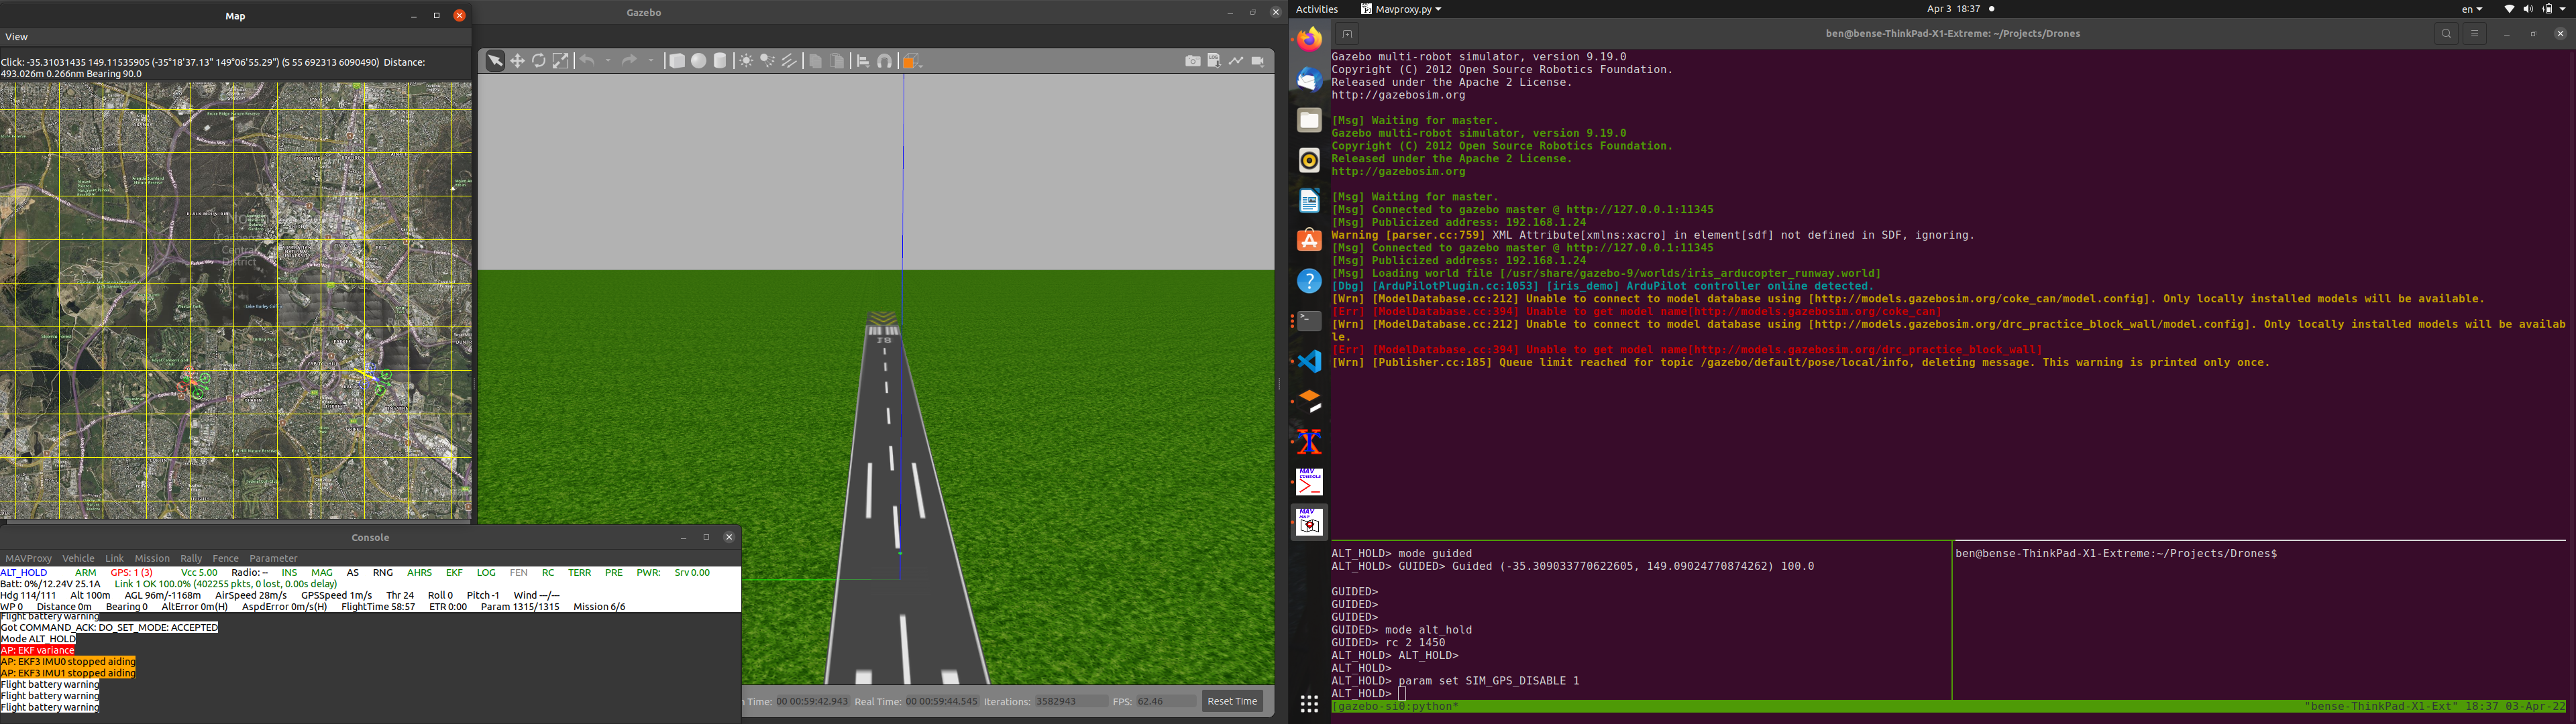 Map
View
Click: -35.31031435 149.11535905 (-35°18'37.13" 149°06'55.29") (S 55 692313 6090490) Distance:
493.026m 0.266nm Bearing 90.0
Gazebo
Time: 00 00:59:42.943 Real Time: 00 00:59:44.545 Iterations: 3582943 FPS: 62.46 Reset Time
Console
MAVProxy Vehicle Link Mission Rally Fence Parameter
ALT_HOLD ARM GPS: 1 (3) Vcc 5.00 Radio: -- INS MAG AS RNG AHRS EKF LOG FEN RC TERR PRE PWR: Srv 0.00
Batt: 0%/12.24V 25.1A Link 1 OK 100.0% (402255 pkts, 0 lost, 0.00s delay)
Hdg 114/111 Alt 100m AGL 96m/-1168m AirSpeed 28m/s GPSSpeed 1m/s Thr 24 Roll 0 Pitch -1 Wind ---/---
WP 0 Distance 0m Bearing 0 AltError 0m(H) AspdError 0m/s(H) FlightTime 58:57 ETR 0:00 Param 1315/1315 Mission 6/6
Flight battery warning
Got COMMAND_ACK: DO_SET_MODE: ACCEPTED
Mode ALT_HOLD
AP: EKF variance
AP: EKF3 IMU0 stopped aiding
AP: EKF3 IMU1 stopped aiding
Flight battery warning
Flight battery warning
Flight battery warning
Activities Mavproxy.py Apr 3 18:37 en
ben@bense-ThinkPad-X1-Extreme: ~/Projects/Drones
Gazebo multi-robot simulator, version 9.19.0
Copyright (C) 2012 Open Source Robotics Foundation.
Released under the Apache 2 License.
http://gazebosim.org
[Msg] Waiting for master.
Gazebo multi-robot simulator, version 9.19.0
Copyright (C) 2012 Open Source Robotics Foundation.
Released under the Apache 2 License.
http://gazebosim.org
[Msg] Waiting for master.
[Msg] Connected to gazebo master @ http://127.0.0.1:11345
[Msg] Publicized address: 192.168.1.24
Warning [parser.cc:759] XML Attribute[xmlns:xacro] in element[sdf] not defined in SDF, ignoring.
[Msg] Connected to gazebo master @ http://127.0.0.1:11345
[Msg] Publicized address: 192.168.1.24
[Msg] Loading world file [/usr/share/gazebo-9/worlds/iris_arducopter_runway.world]
[Dbg] [ArduPilotPlugin.cc:1053] [iris_demo] ArduPilot controller online detected.
[Wrn] [ModelDatabase.cc:212] Unable to connect to model database using [http://models.gazebosim.org/coke_can/model.config]. Only locally installed models will be available.
[Err] [ModelDatabase.cc:394] Unable to get model name[http://models.gazebosim.org/coke_can]
[Wrn] [ModelDatabase.cc:212] Unable to connect to model database using [http://models.gazebosim.org/drc_practice_block_wall/model.config]. Only locally installed models will be availab
le.
[Err] [ModelDatabase.cc:394] Unable to get model name[http://models.gazebosim.org/drc_practice_block_wall]
[Wrn] [Publisher.cc:185] Queue limit reached for topic /gazebo/default/pose/local/info, deleting message. This warning is printed only once.
ALT_HOLD> mode guided
ALT_HOLD> GUIDED> Guided (-35.309033770622605, 149.09024770874262) 100.0
GUIDED>
GUIDED>
GUIDED>
GUIDED> mode alt_hold
GUIDED> rc 2 1450
ALT_HOLD> ALT_HOLD>
ALT_HOLD>
ALT_HOLD> param set SIM_GPS_DISABLE 1
ALT_HOLD>
ben@bense-ThinkPad-X1-Extreme:~/Projects/Drones$
[gazebo-si0:python* "bense-ThinkPad-X1-Ext" 18:37 03-Apr-22